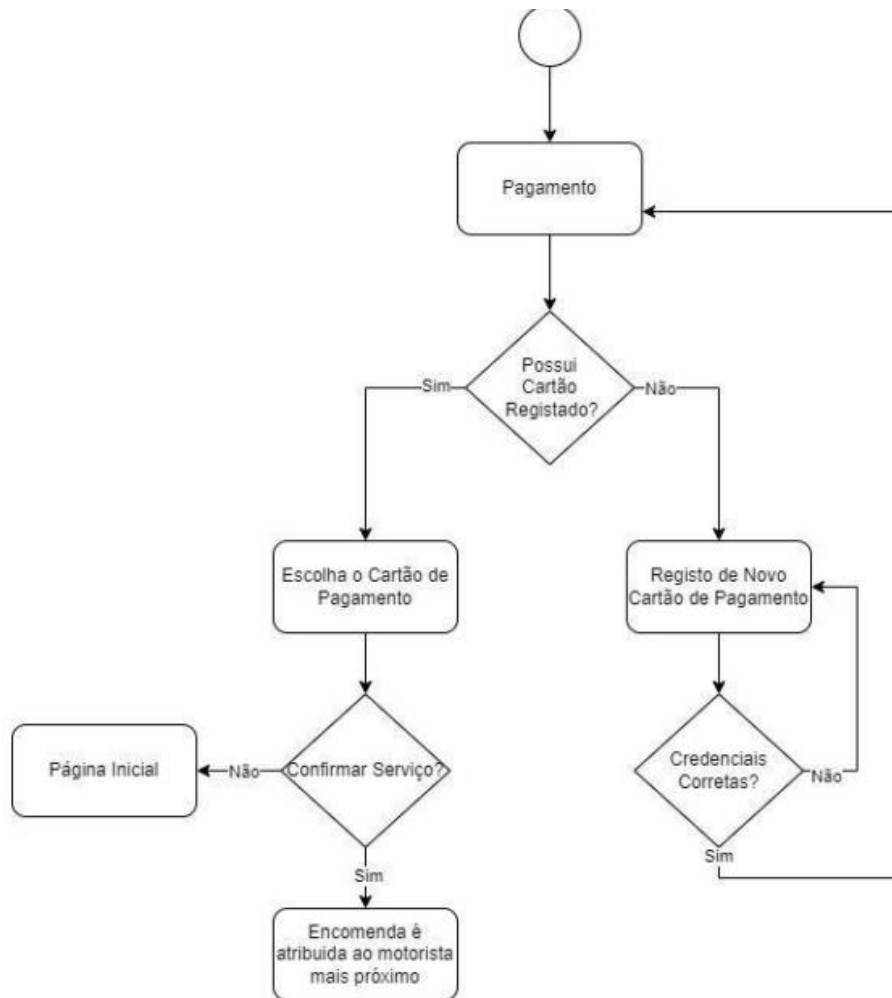 Pagamento
Possui
Cartão
Registado?
Sim
Não
Escolha o Cartão de
Pagamento
Registo de Novo
Cartão de Pagamento
Página Inicial
Não
Confirmar Serviço?
Credenciais
Corretas?
Não
Sim
Sim
Encomenda é
atribuida ao motorista
mais próximo